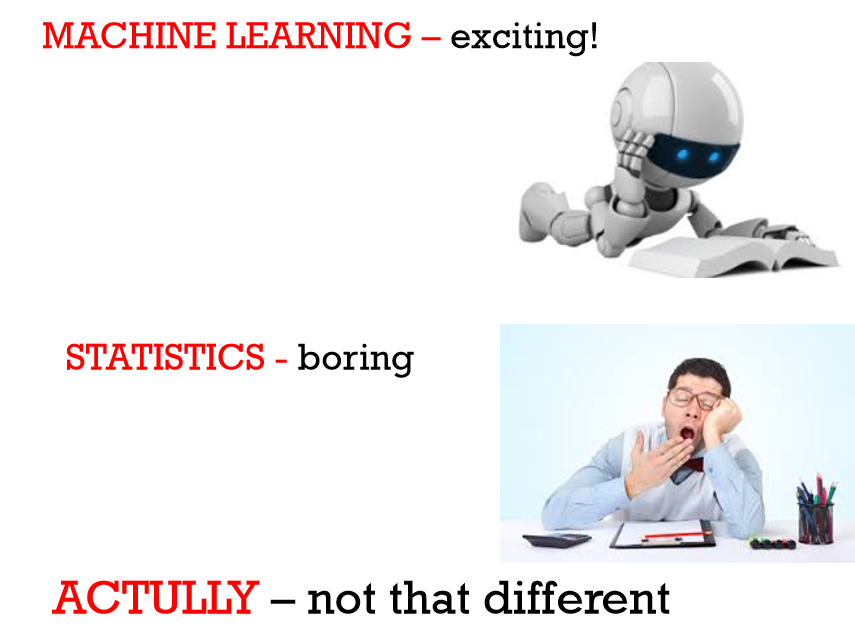 MACHINE LEARNING – exciting!
STATISTICS - boring
ACTULLY – not that different